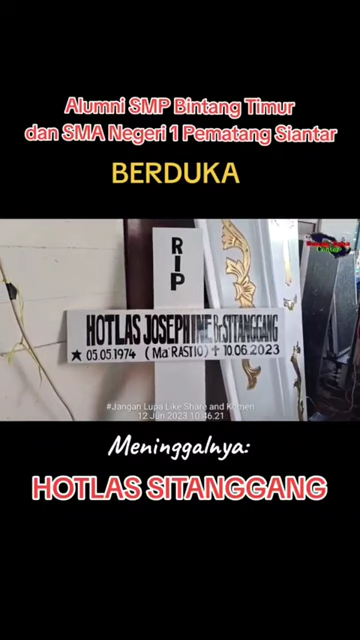 Alumni SMP Bintang Timur
dan SMA Negeri 1 Pematang Siantar
BERDUKA
RIP
HOTLAS JOSEPHINE Br SITANGGANG
★ 05.05.1974 (Ma RASTIO) ✝ 10.06.2023
#Jangan Lupa Like Share and Komen
12 Jun 2023 10.46.21
Meninggalnya:
HOTLAS SITANGGANG